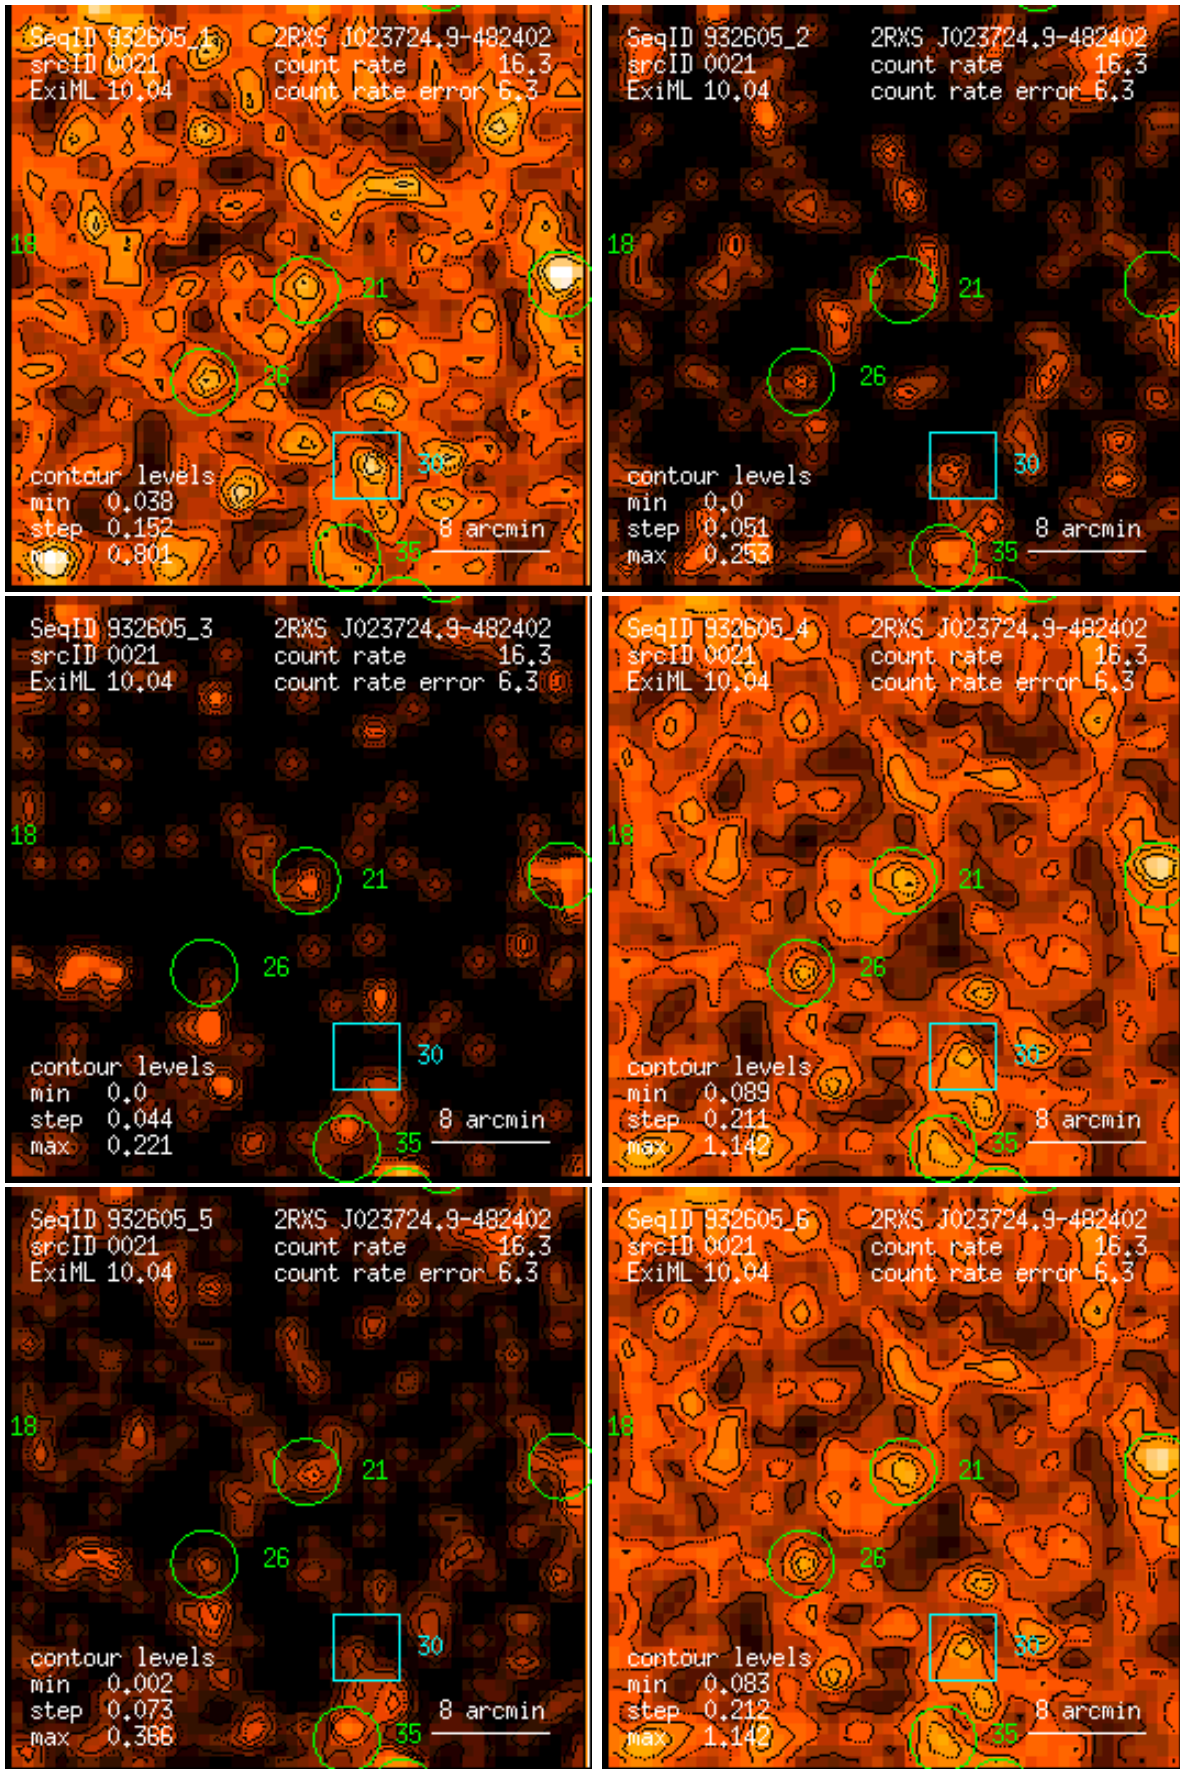 SeqID 932605_1 2RXS J023724.9-482402
srcID 0021 count rate 16.3
ExiML 10.04 count rate error 6.3
18
21
26
30
contour levels
min 0.038
step 0.152 8 arcmin
max 0.801 35
SeqID 932605_2 2RXS J023724.9-482402
srcID 0021 count rate 16.3
ExiML 10.04 count rate error 6.3
18
21
26
30
contour levels
min 0.0
step 0.051 8 arcmin
max 0.253 35
SeqID 932605_3 2RXS J023724.9-482402
srcID 0021 count rate 16.3
ExiML 10.04 count rate error 6.3
18
21
26
30
contour levels
min 0.0
step 0.044 8 arcmin
max 0.221 35
SeqID 932605_4 2RXS J023724.9-482402
srcID 0021 count rate 16.3
ExiML 10.04 count rate error 6.3
18
21
26
30
contour levels
min 0.089
step 0.211 8 arcmin
max 1.142 35
SeqID 932605_5 2RXS J023724.9-482402
srcID 0021 count rate 16.3
ExiML 10.04 count rate error 6.3
18
21
26
30
contour levels
min 0.002
step 0.073 8 arcmin
max 0.366 35
SeqID 932605_6 2RXS J023724.9-482402
srcID 0021 count rate 16.3
ExiML 10.04 count rate error 6.3
18
21
26
30
contour levels
min 0.083
step 0.212 8 arcmin
max 1.142 35